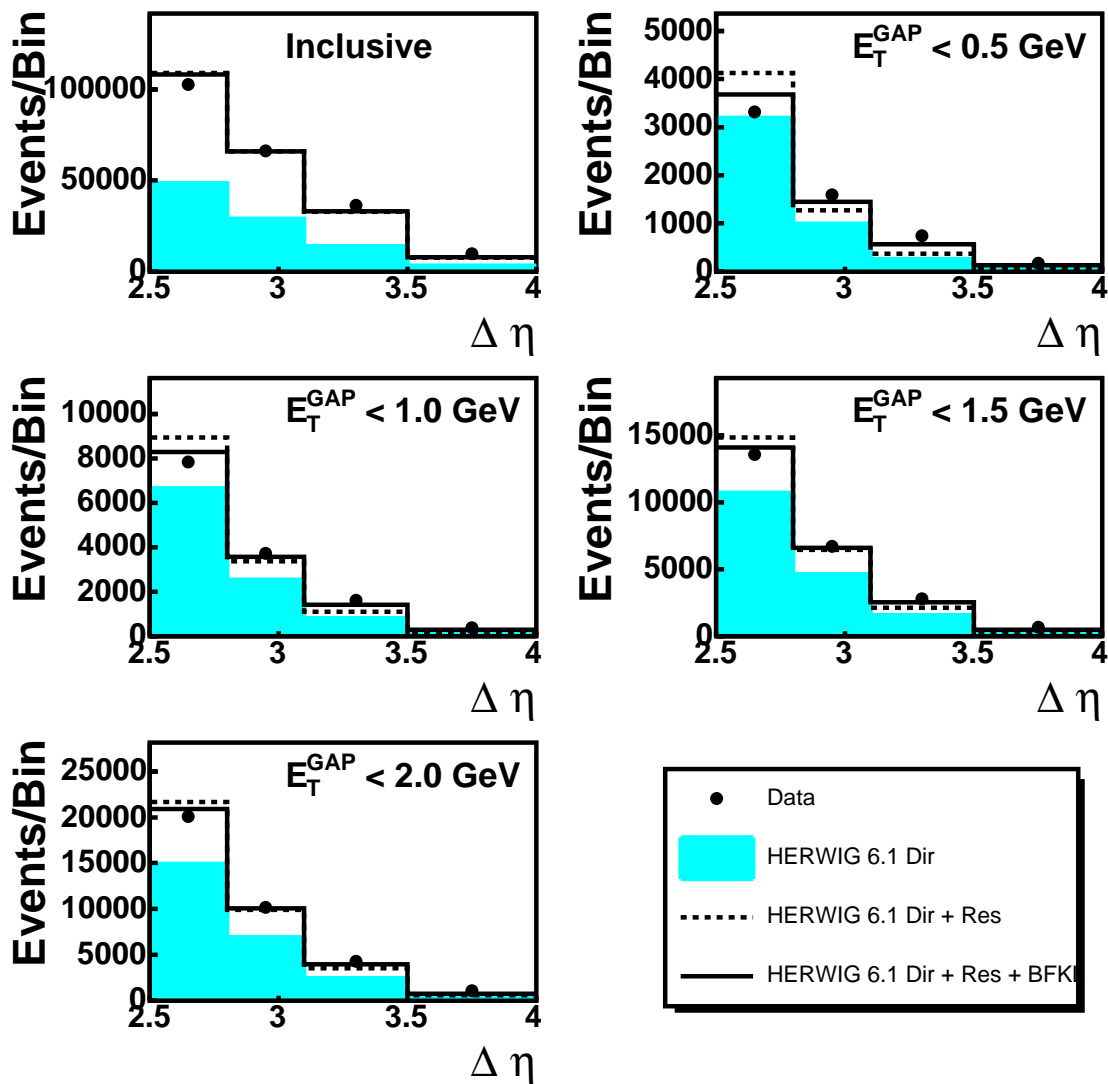 Events/Bin
Inclusive
100000
50000
0
2.5 3 3.5 4
Δ η
Events/Bin
E_T^GAP < 0.5 GeV
5000
4000
3000
2000
1000
0
2.5 3 3.5 4
Δ η
Events/Bin
E_T^GAP < 1.0 GeV
10000
8000
6000
4000
2000
0
2.5 3 3.5 4
Δ η
Events/Bin
E_T^GAP < 1.5 GeV
15000
10000
5000
0
2.5 3 3.5 4
Δ η
Events/Bin
E_T^GAP < 2.0 GeV
25000
20000
15000
10000
5000
0
2.5 3 3.5 4
Δ η
Data
HERWIG 6.1 Dir
HERWIG 6.1 Dir + Res
HERWIG 6.1 Dir + Res +